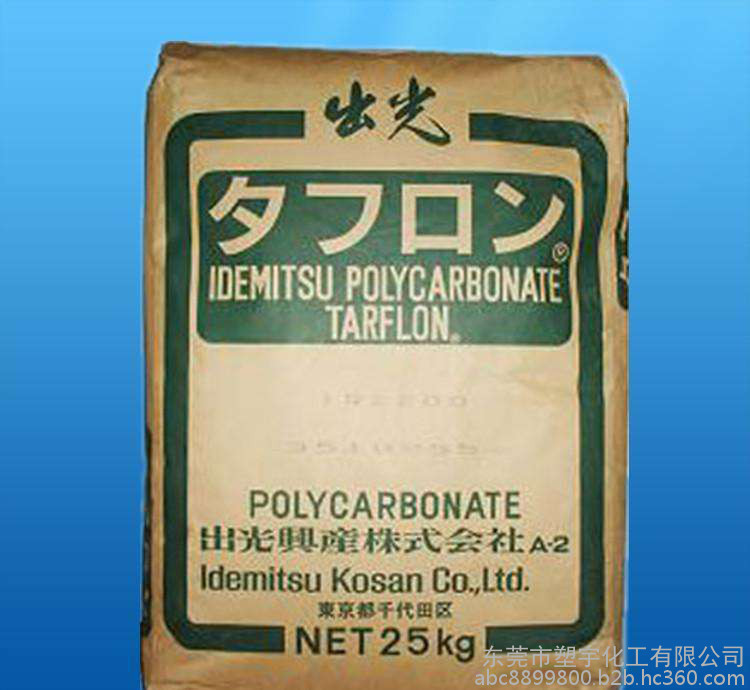 出光
タフロン
IDEMITSU POLYCARBONATE
TARFLON®
POLYCARBONATE
出光興産株式会社 A-2
Idemitsu Kosan Co.,Ltd.
東京都千代田区
NET 25kg
东莞市塑宇化工有限公司
abc8899800.b2b.hc360.com